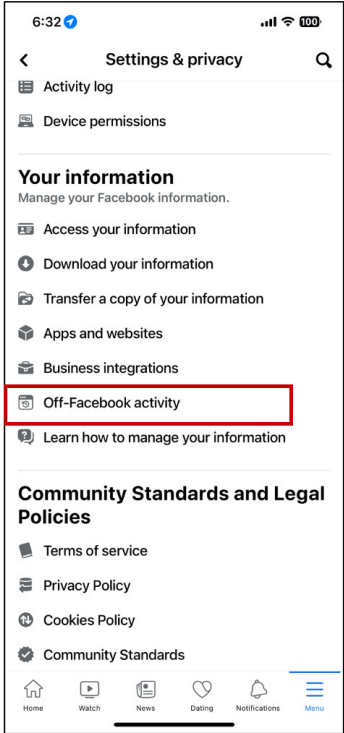 6:32
100
Settings & privacy
Activity log
Device permissions
Your information
Manage your Facebook information.
Access your information
Download your information
Transfer a copy of your information
Apps and websites
Business integrations
Off-Facebook activity
Learn how to manage your information
Community Standards and Legal
Policies
Terms of service
Privacy Policy
Cookies Policy
Community Standards
Home Watch News Dating Notifications Menu